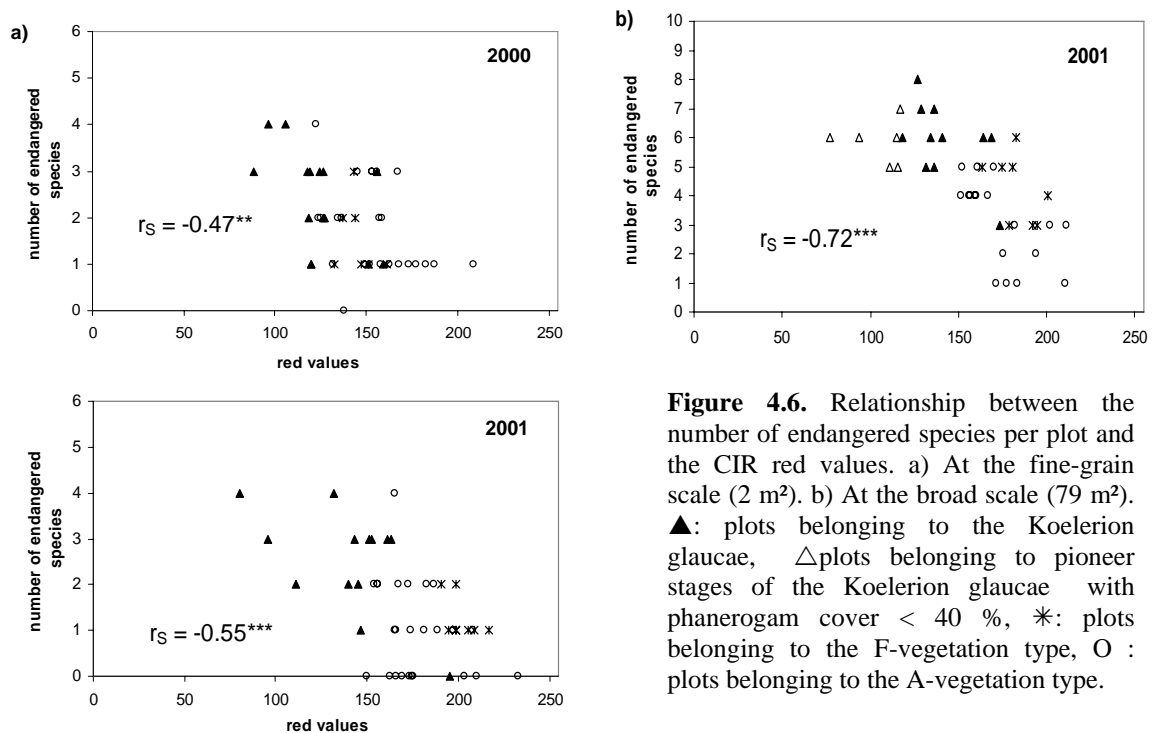 a)
2000
6
5
4
3
2
1
0
number of endangered
species
rS = -0.47**
0 50 100 150 200 250
red values
2001
6
5
4
3
2
1
0
number of endangered
species
rS = -0.55***
0 50 100 150 200 250
red values
b)
2001
10
9
8
7
6
5
4
3
2
1
0
number of endangered
species
rS = -0.72***
0 50 100 150 200 250
Figure 4.6. Relationship between the
number of endangered species per plot and
the CIR red values. a) At the fine-grain
scale (2 m²). b) At the broad scale (79 m²).
▲: plots belonging to the Koelerion
glaucae, △plots belonging to pioneer
stages of the Koelerion glaucae with
phanerogam cover < 40 %, ✳: plots
belonging to the F-vegetation type, O :
plots belonging to the A-vegetation type.